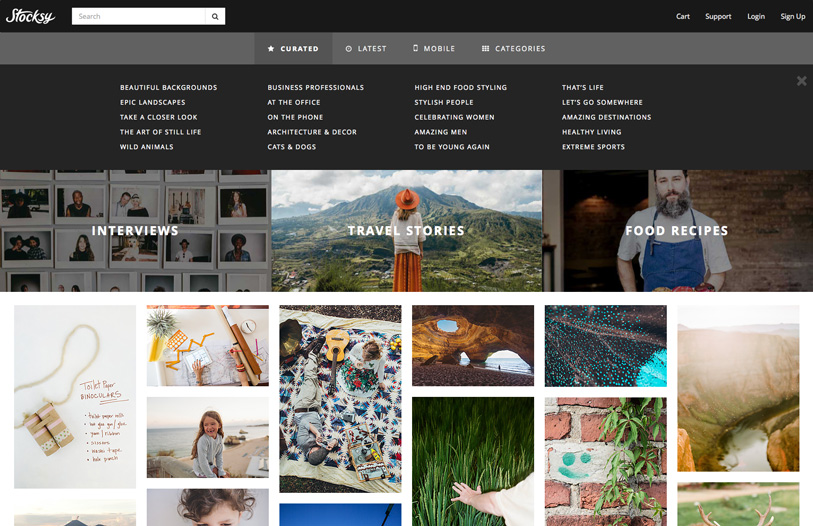 Stocksy
Search
Cart
Support
Login
Sign Up
CURATED
LATEST
MOBILE
CATEGORIES
BEAUTIFUL BACKGROUNDS
EPIC LANDSCAPES
TAKE A CLOSER LOOK
THE ART OF STILL LIFE
WILD ANIMALS
BUSINESS PROFESSIONALS
AT THE OFFICE
ON THE PHONE
ARCHITECTURE & DECOR
CATS & DOGS
HIGH END FOOD STYLING
STYLISH PEOPLE
CELEBRATING WOMEN
AMAZING MEN
TO BE YOUNG AGAIN
THAT'S LIFE
LET'S GO SOMEWHERE
AMAZING DESTINATIONS
HEALTHY LIVING
EXTREME SPORTS
INTERVIEWS
TRAVEL STORIES
FOOD RECIPES
Toilet Paper
BINOCULARS
• toilet paper rolls
• hot glue gun/glue
• yarn / ribbon
• scissors
• washi tape
• hole punch